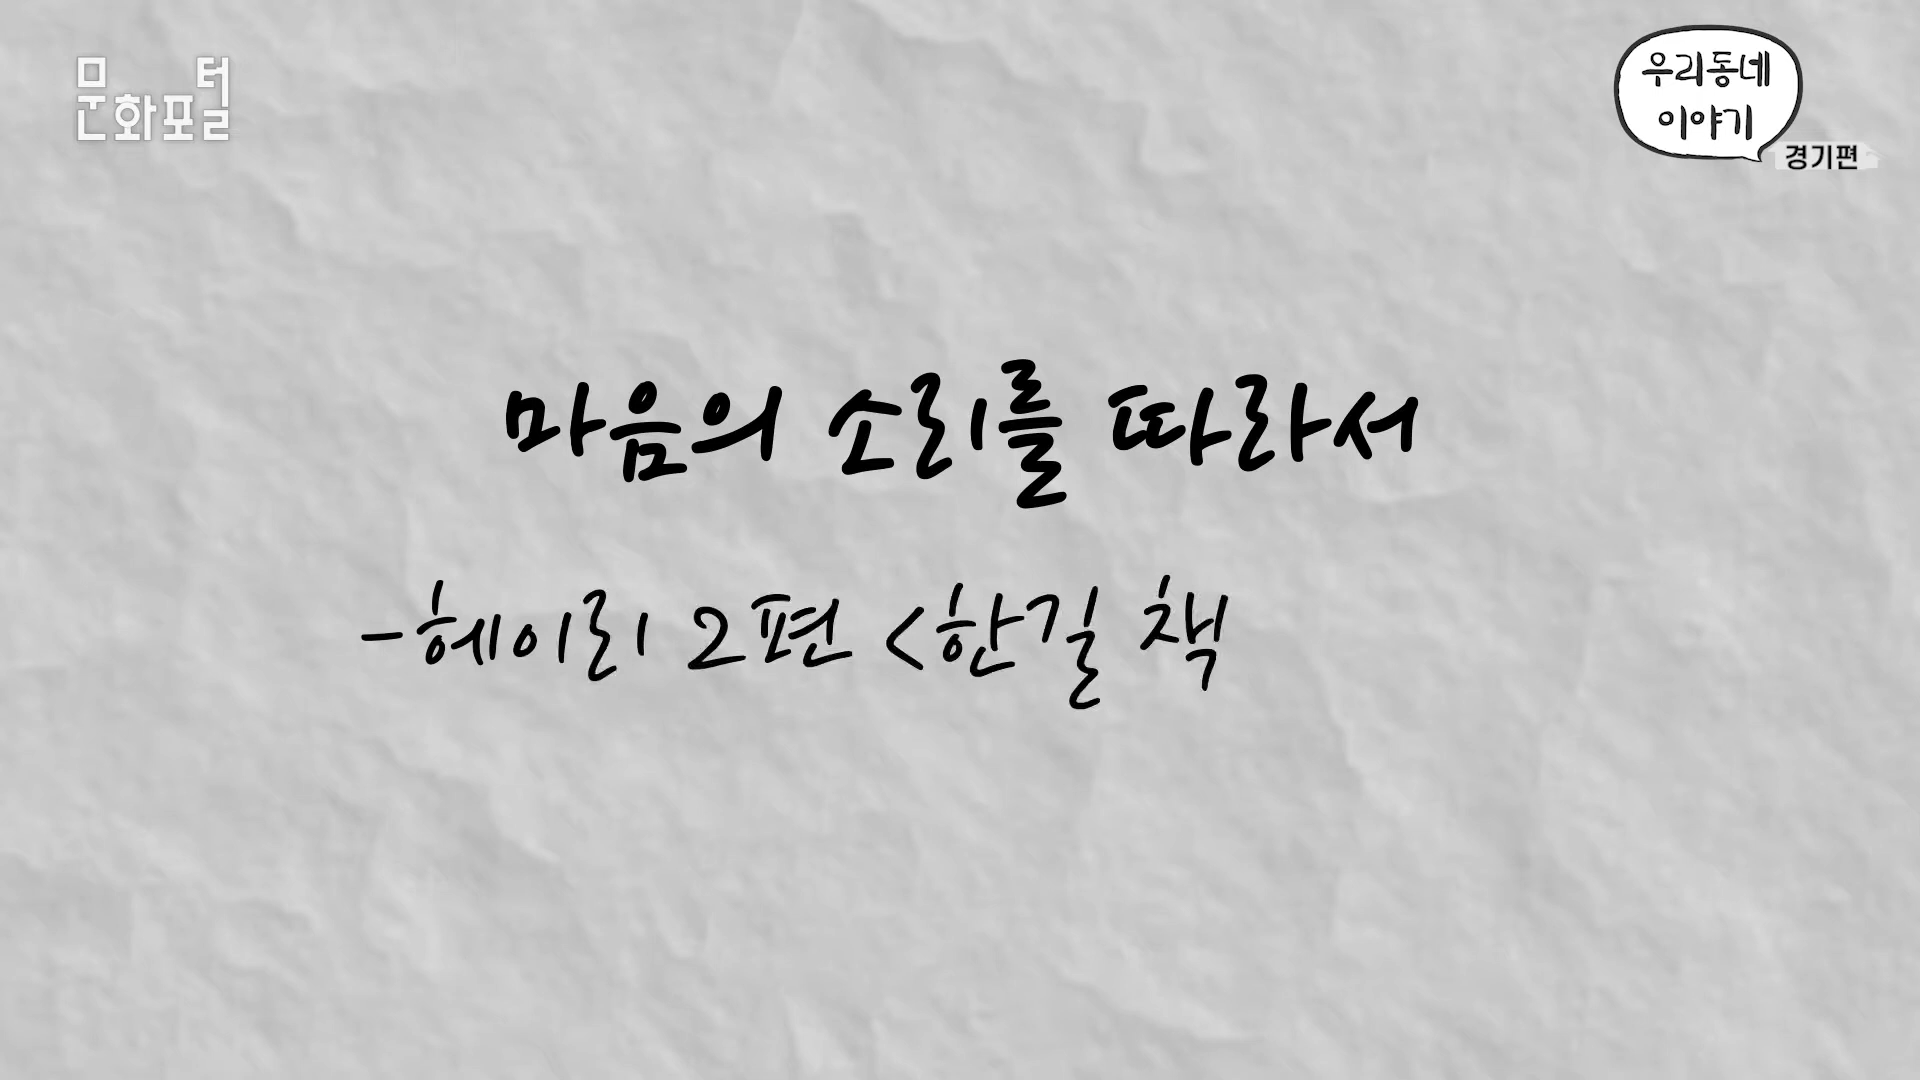 문화포털
우리동네
이야기
경기편
마음의 소리를 따라서
-헤이리 2편 <한길 책